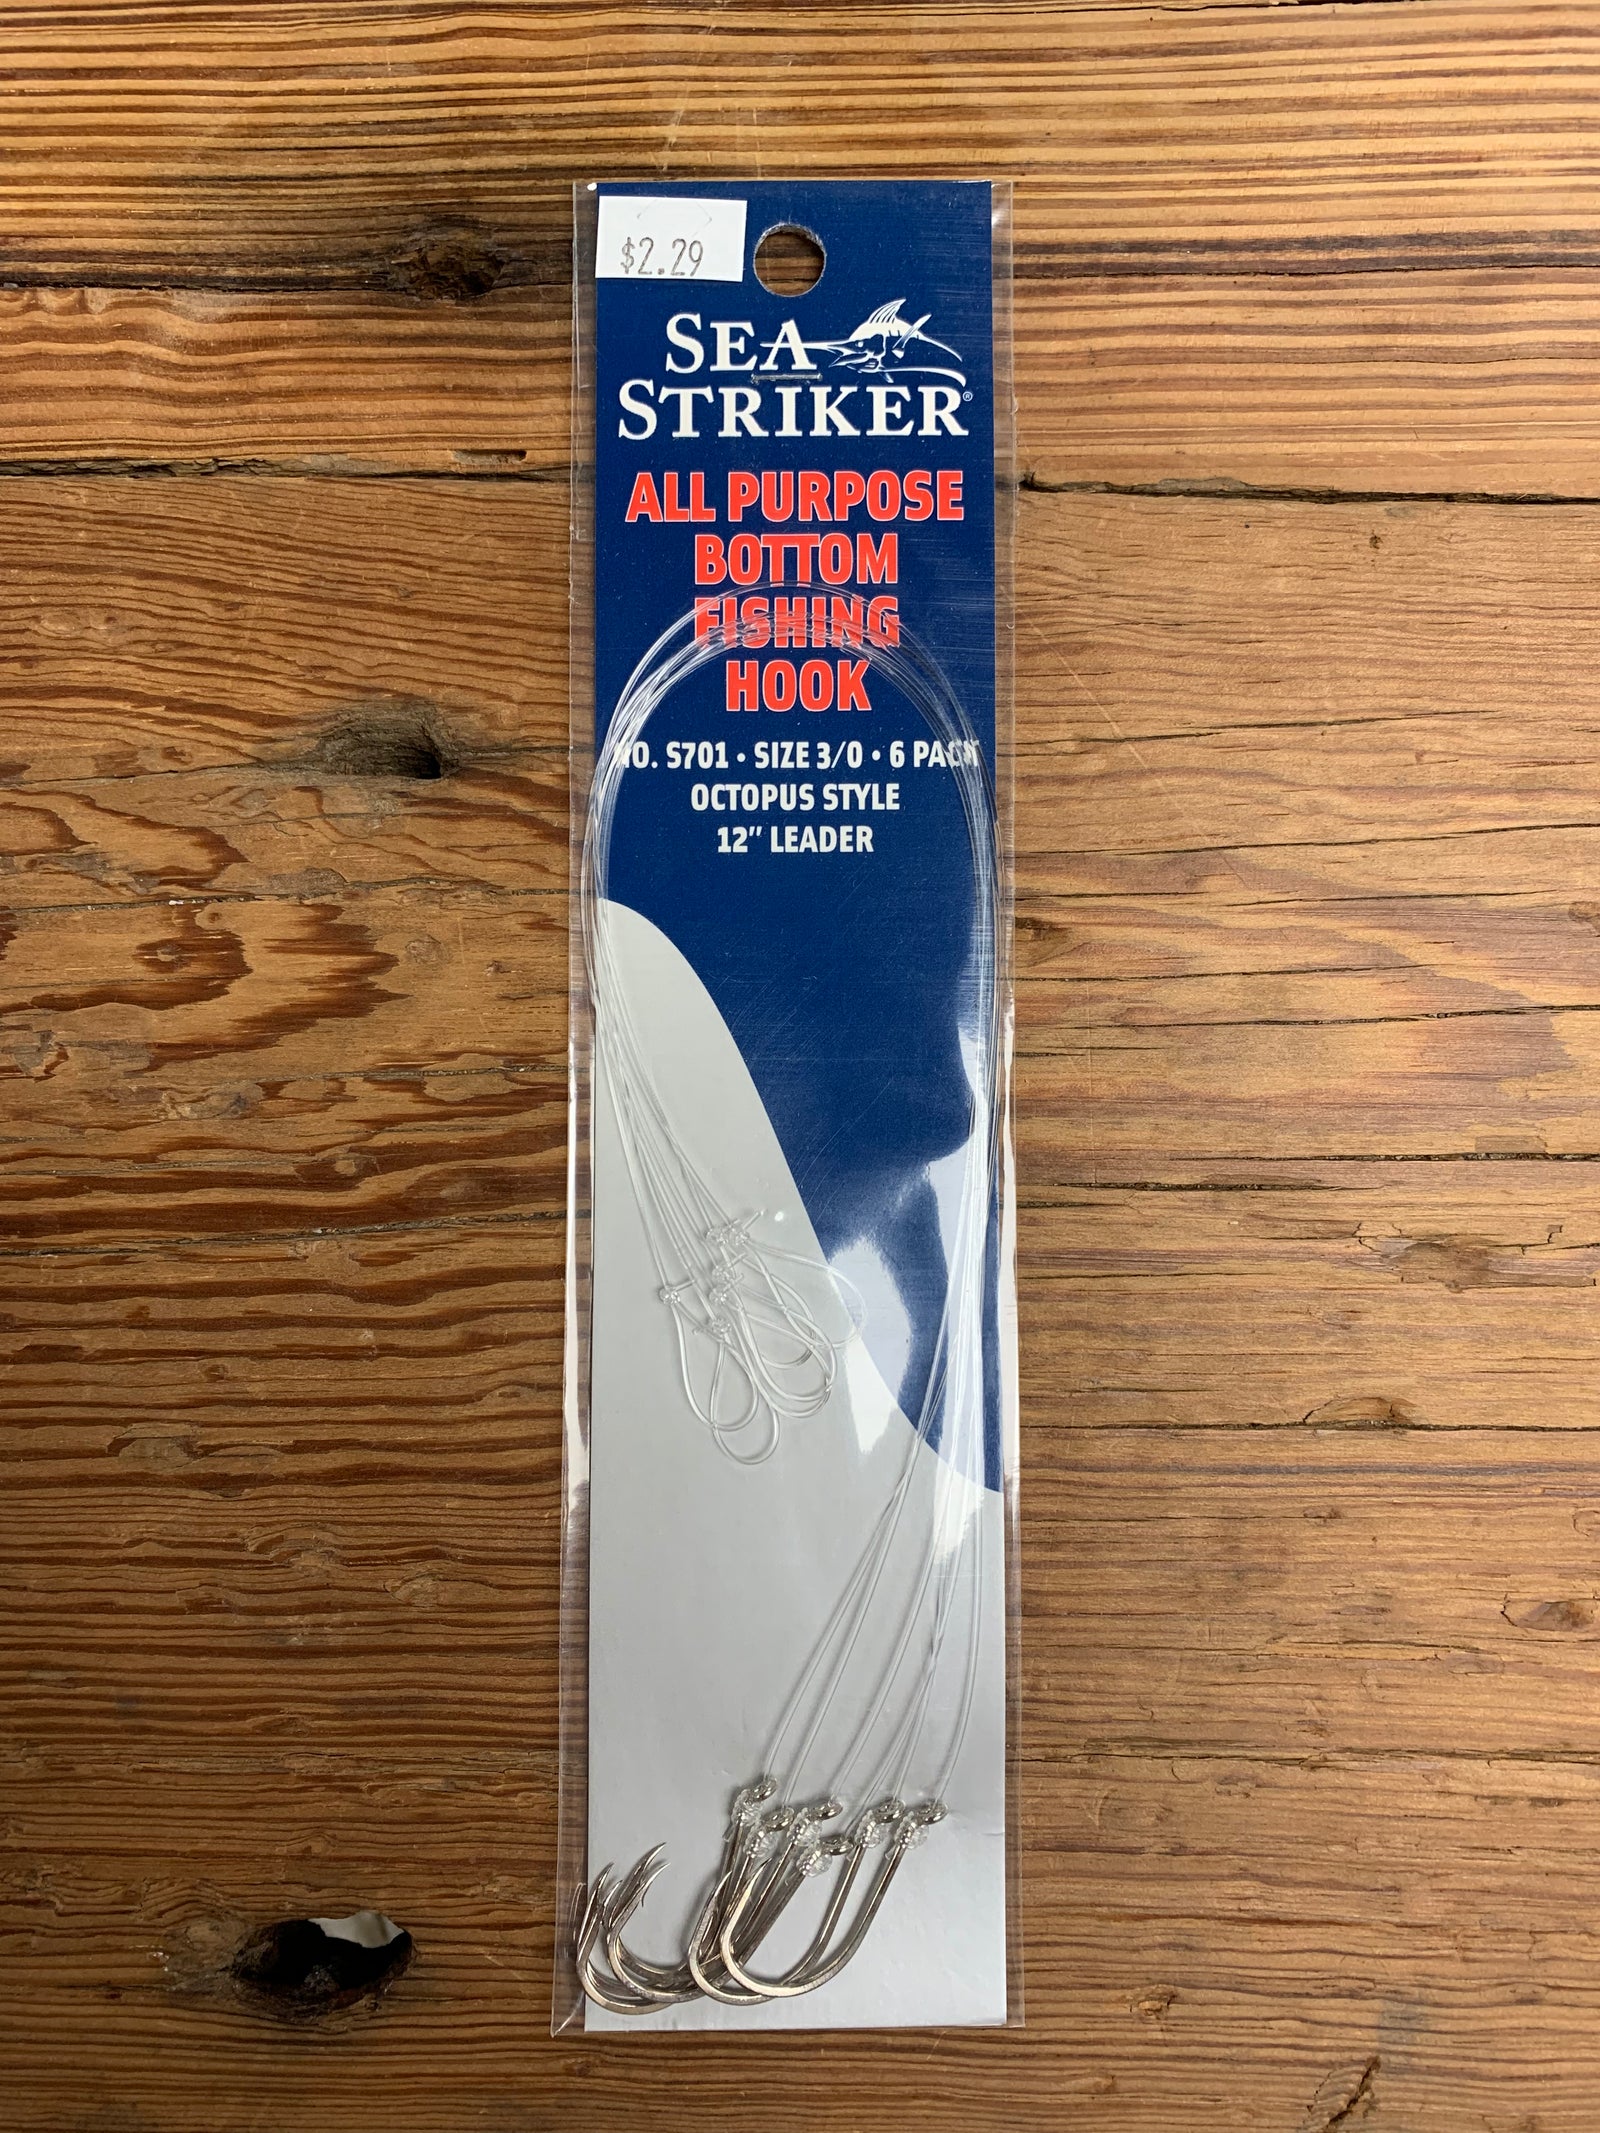 $2.29
SEA
STRIKER®
ALL PURPOSE
BOTTOM
FISHING
HOOK
NO. S701 • SIZE 3/0 • 6 PACK
OCTOPUS STYLE
12" LEADER